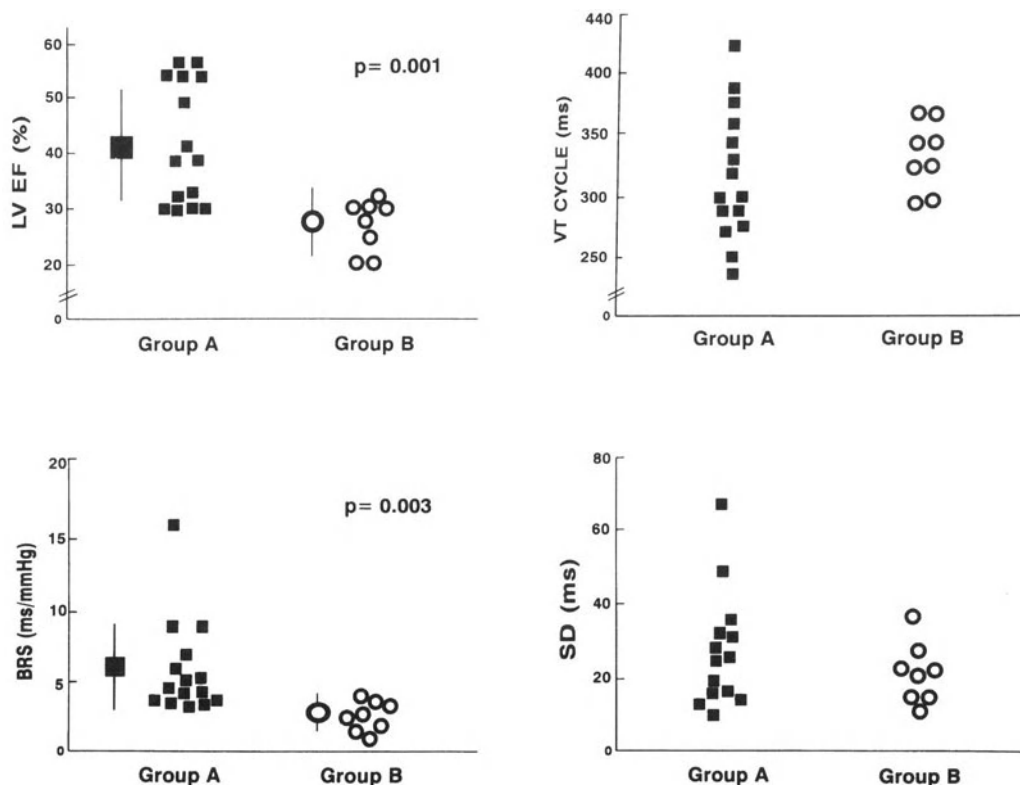 LV EF (%)
60
50
40
30
20
0
p= 0.001
Group A
Group B
VT CYCLE (ms)
440
400
350
300
250
0
Group A
Group B
BRS (ms/mmHg)
20
15
10
5
0
p= 0.003
Group A
Group B
SD (ms)
80
60
40
20
0
Group A
Group B